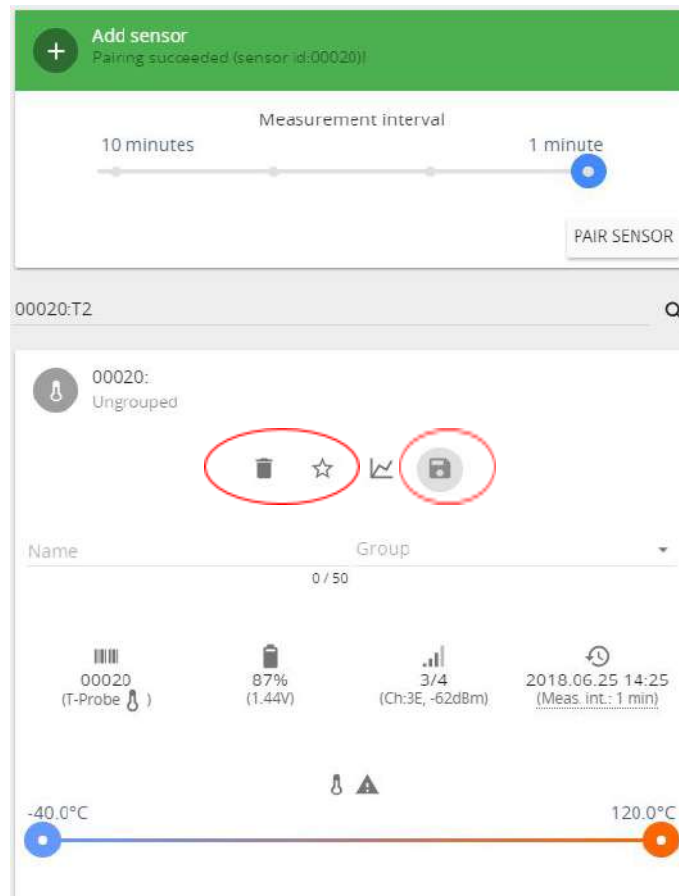 Add sensor
Pairing succeeded (sensor id:00020)!
Measurement interval
10 minutes 1 minute
PAIR SENSOR
00020:T2
00020:
Ungrouped
Name Group
0 / 50
00020 87% 3/4 2018.06.25 14:25
(T-Probe ) (1.44V) (Ch:3E, -62dBm) (Meas. int.: 1 min)
-40.0°C 120.0°C